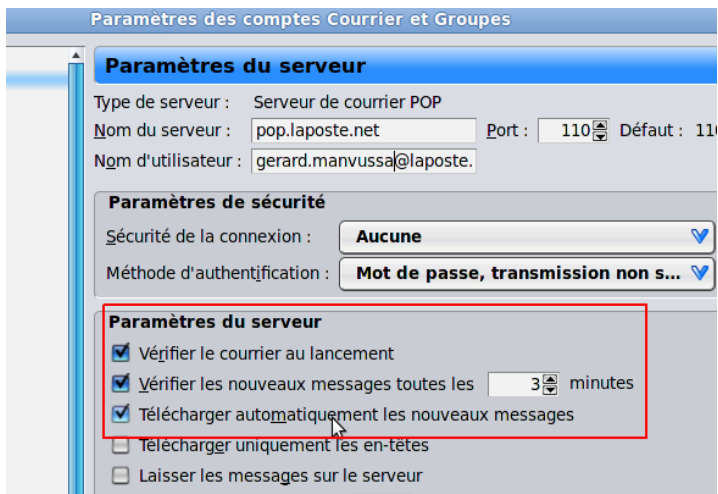 Paramètres des comptes Courrier et Groupes
Paramètres du serveur
Type de serveur : Serveur de courrier POP
Nom du serveur : pop.laposte.net Port : 110 Défaut : 110
Nom d'utilisateur : gerard.manvussa@laposte.
Paramètres de sécurité
Sécurité de la connexion : Aucune
Méthode d'authentification : Mot de passe, transmission non s...
Paramètres du serveur
Vérifier le courrier au lancement
Vérifier les nouveaux messages toutes les 3 minutes
Télécharger automatiquement les nouveaux messages
Télécharger uniquement les en-têtes
Laisser les messages sur le serveur